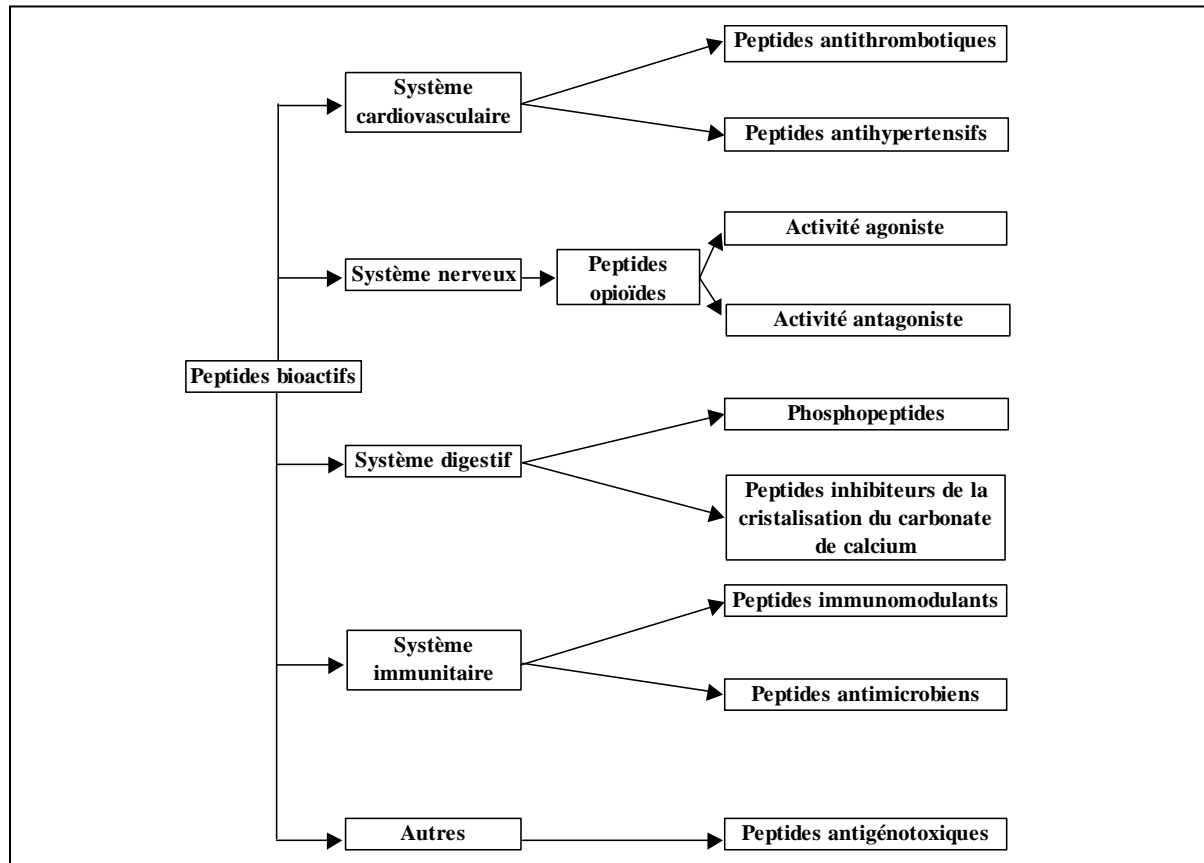 Peptides antithrombotiques
Système
cardiovasculaire
Peptides antihypertensifs
Activité agoniste
Système nerveux
Peptides
opioïdes
Activité antagoniste
Peptides bioactifs
Phosphopeptides
Système digestif
Peptides inhibiteurs de la
cristalisation du carbonate
de calcium
Peptides immunomodulants
Système
immunitaire
Peptides antimicrobiens
Autres
Peptides antigénotoxiques